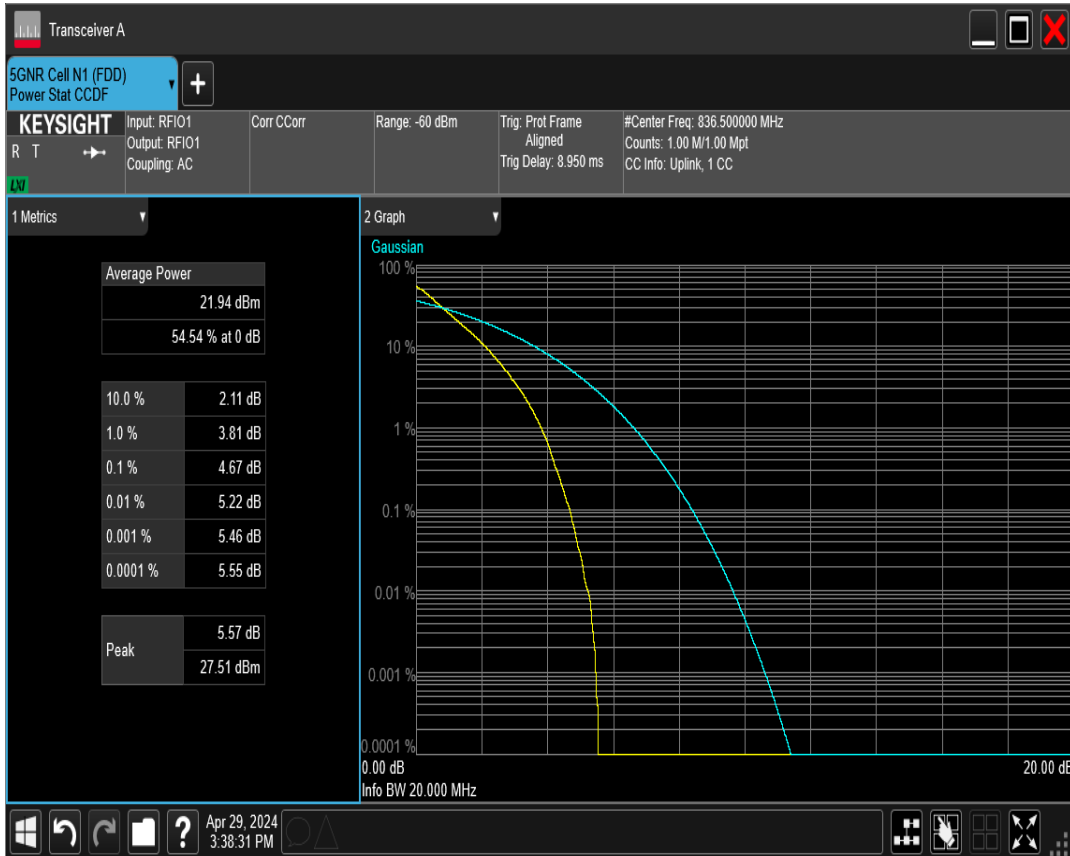 Transceiver A
5GNR Cell N1 (FDD)
Power Stat CCDF
+
KEYSIGHT
R T
LXI
Input: RFIO1
Output: RFIO1
Coupling: AC
Corr CCorr
Range: -60 dBm
Trig: Prot Frame
Aligned
Trig Delay: 8.950 ms
#Center Freq: 836.500000 MHz
Counts: 1.00 M/1.00 Mpt
CC Info: Uplink, 1 CC
1 Metrics
Average Power
21.94 dBm
54.54 % at 0 dB
10.0 % 2.11 dB
1.0 % 3.81 dB
0.1 % 4.67 dB
0.01 % 5.22 dB
0.001 % 5.46 dB
0.0001 % 5.55 dB
Peak
5.57 dB
27.51 dBm
2 Graph
Gaussian
100 %
10 %
1 %
0.1 %
0.01 %
0.001 %
0.0001 %
0.00 dB 20.00 dB
Info BW 20.000 MHz
?
Apr 29, 2024
3:38:31 PM